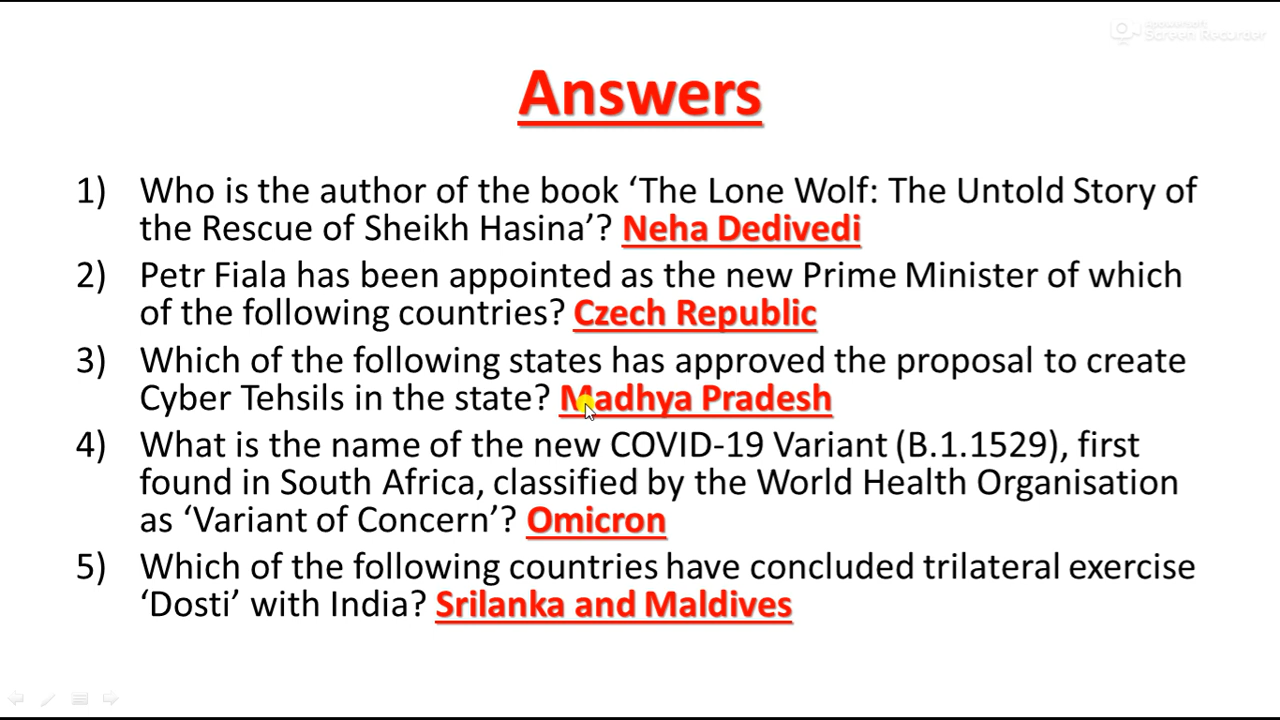 Apowersoft
Screen Recorder
Answers
1) Who is the author of the book ‘The Lone Wolf: The Untold Story of
the Rescue of Sheikh Hasina’? Neha Dedivedi
2) Petr Fiala has been appointed as the new Prime Minister of which
of the following countries? Czech Republic
3) Which of the following states has approved the proposal to create
Cyber Tehsils in the state? Madhya Pradesh
4) What is the name of the new COVID-19 Variant (B.1.1529), first
found in South Africa, classified by the World Health Organisation
as ‘Variant of Concern’? Omicron
5) Which of the following countries have concluded trilateral exercise
‘Dosti’ with India? Srilanka and Maldives